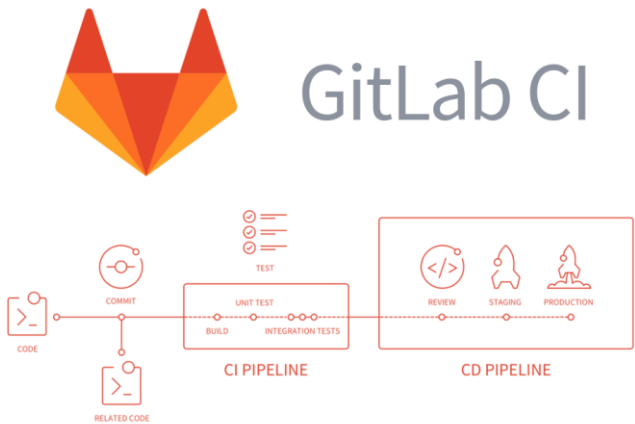 GitLab CI
TEST
COMMIT
REVIEW
STAGING
PRODUCTION
UNIT TEST
BUILD
INTEGRATION TESTS
CODE
CI PIPELINE
CD PIPELINE
RELATED CODE